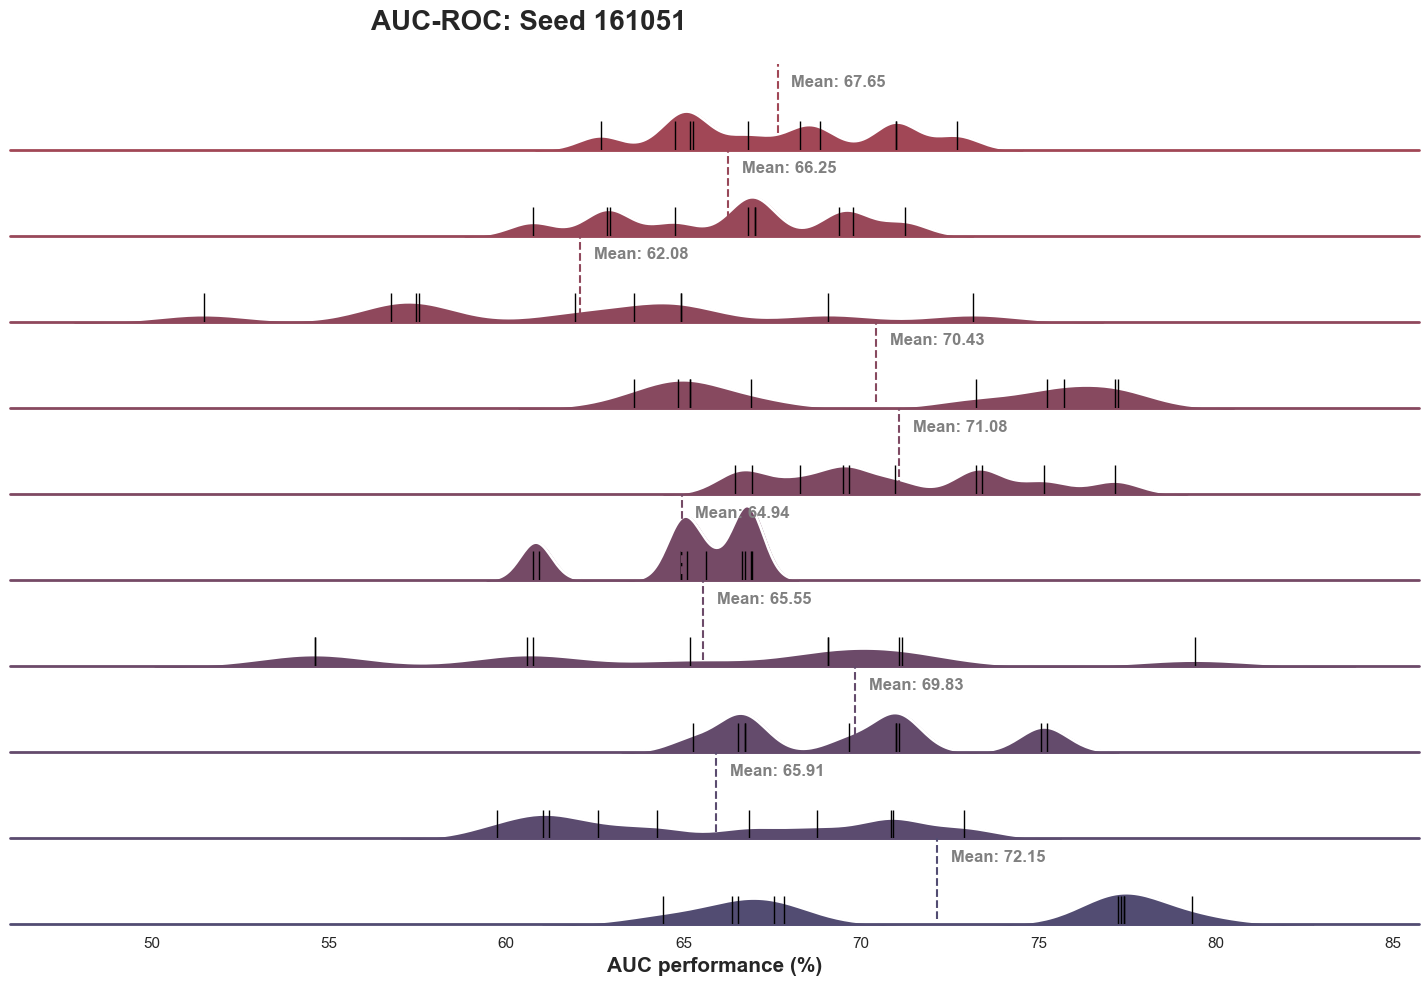 AUC-ROC: Seed 161051
Mean: 67.65
Mean: 66.25
Mean: 62.08
Mean: 70.43
Mean: 71.08
Mean: 64.94
Mean: 65.55
Mean: 69.83
Mean: 65.91
Mean: 72.15
50 55 60 65 70 75 80 85
AUC performance (%)